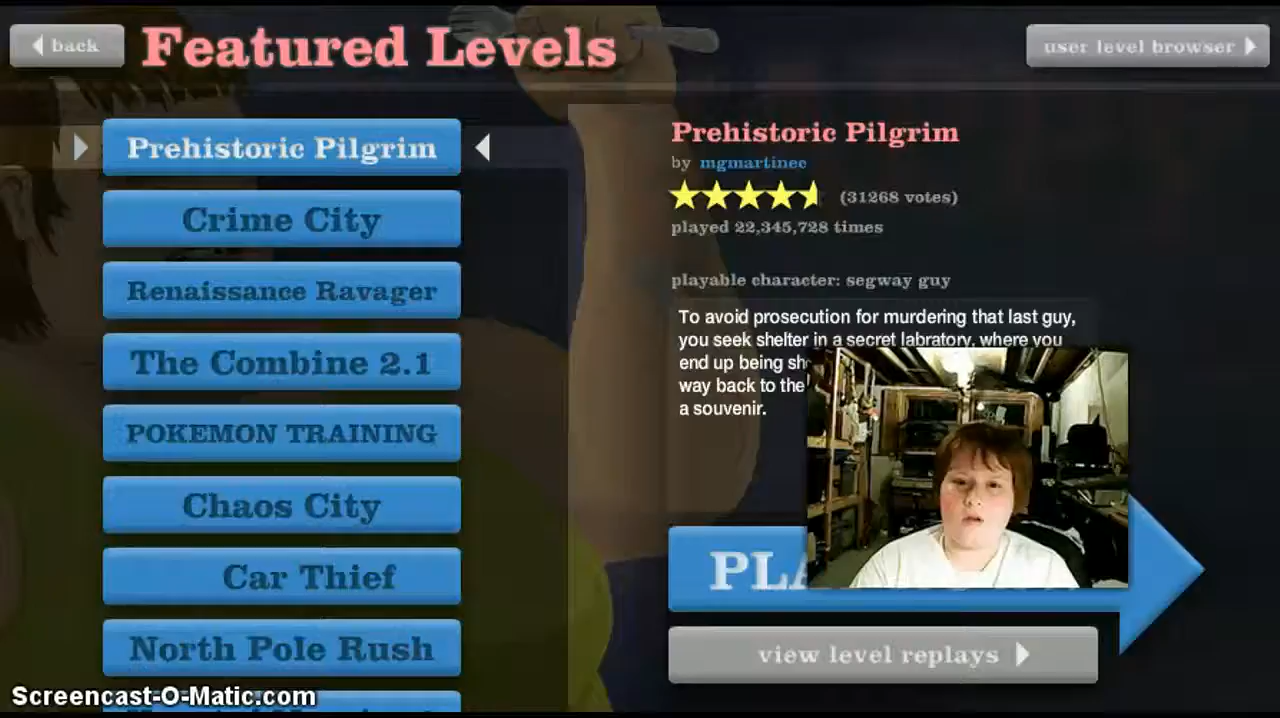 back
Featured Levels
user level browser
Prehistoric Pilgrim
Crime City
Renaissance Ravager
The Combine 2.1
POKEMON TRAINING
Chaos City
Car Thief
North Pole Rush
Prehistoric Pilgrim
by mgmartinee
(31268 votes)
played 22,345,728 times
playable character: segway guy
To avoid prosecution for murdering that last guy,
you seek shelter in a secret labratory, where you
end up being
way back to the
a souvenir.
view level replays
Screencast-O-Matic.com